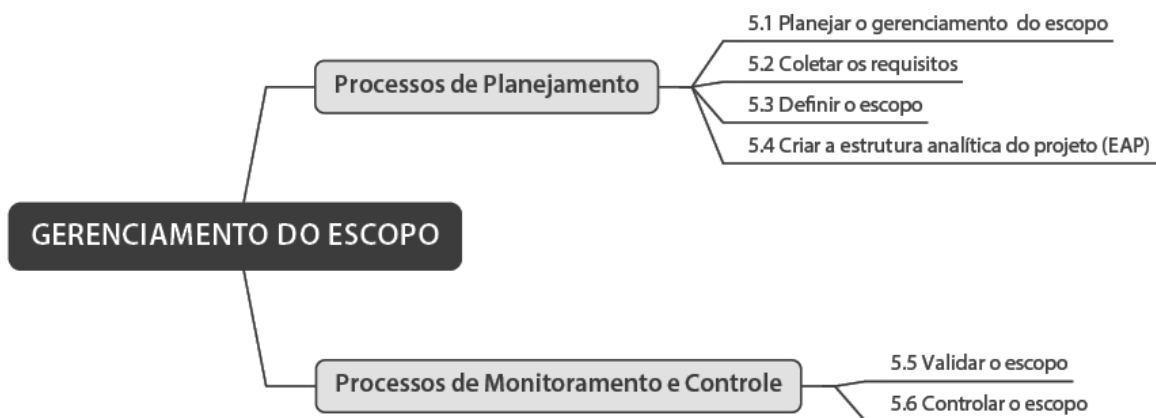 5.1 Planejar o gerenciamento do escopo
Processos de Planejamento
5.2 Coletar os requisitos
5.3 Definir o escopo
5.4 Criar a estrutura analítica do projeto (EAP)
GERENCIAMENTO DO ESCOPO
Processos de Monitoramento e Controle
5.5 Validar o escopo
5.6 Controlar o escopo